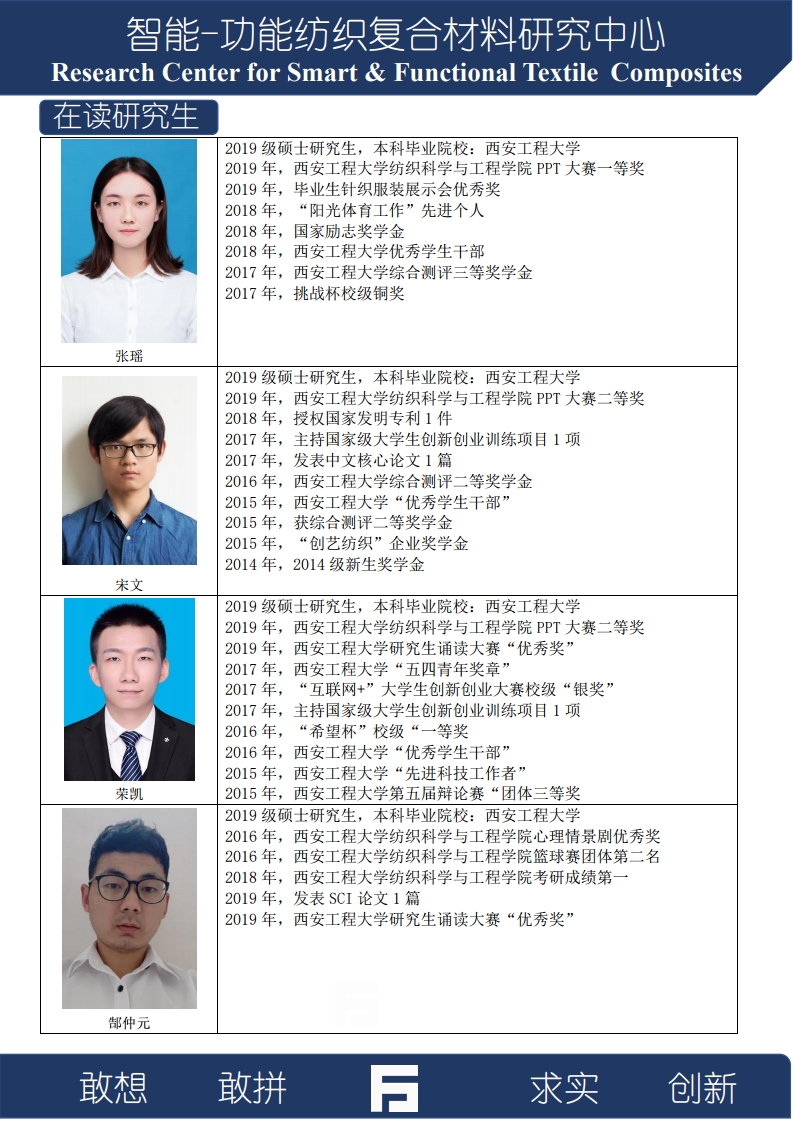 智能-功能纺织复合材料研究中心
Research Center for Smart & Functional Textile Composites
在读研究生
2019 级硕士研究生，本科毕业院校：西安工程大学
2019 年，西安工程大学纺织科学与工程学院 PPT 大赛一等奖
2019 年，毕业生针织服装展示会优秀奖
2018 年，“阳光体育工作”先进个人
2018 年，国家励志奖学金
2018 年，西安工程大学优秀学生干部
2017 年，西安工程大学综合测评三等奖学金
2017 年，挑战杯校级铜奖
张瑶
2019 级硕士研究生，本科毕业院校：西安工程大学
2019 年，西安工程大学纺织科学与工程学院 PPT 大赛二等奖
2018 年，授权国家发明专利 1 件
2017 年，主持国家级大学生创新创业训练项目 1 项
2017 年，发表中文核心论文 1 篇
2016 年，西安工程大学综合测评二等奖学金
2015 年，西安工程大学“优秀学生干部”
2015 年，获综合测评二等奖学金
2015 年，“创艺纺织”企业奖学金
2014 年，2014 级新生奖学金
宋文
2019 级硕士研究生，本科毕业院校：西安工程大学
2019 年，西安工程大学纺织科学与工程学院 PPT 大赛二等奖
2019 年，西安工程大学研究生诵读大赛“优秀奖”
2017 年，西安工程大学“五四青年奖章”
2017 年，“互联网+”大学生创新创业大赛校级“银奖”
2017 年，主持国家级大学生创新创业训练项目 1 项
2016 年，“希望杯”校级“一等奖
2016 年，西安工程大学“优秀学生干部”
2015 年，西安工程大学“先进科技工作者”
2015 年，西安工程大学第五届辩论赛“团体三等奖
荣凯
2019 级硕士研究生，本科毕业院校：西安工程大学
2016 年，西安工程大学纺织科学与工程学院心理情景剧优秀奖
2016 年，西安工程大学纺织科学与工程学院篮球赛团体第二名
2018 年，西安工程大学纺织科学与工程学院考研成绩第一
2019 年，发表 SCI 论文 1 篇
2019 年，西安工程大学研究生诵读大赛“优秀奖”
郜仲元
敢想 敢拼 求实 创新